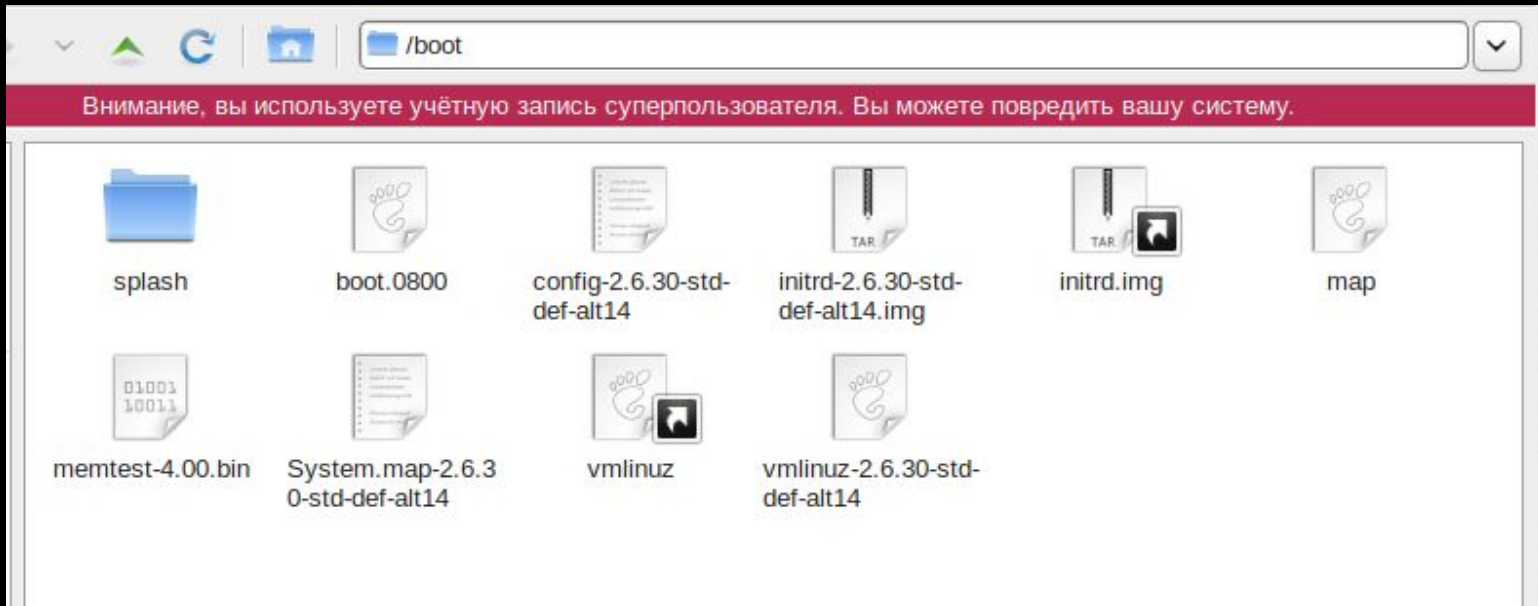 /boot
Внимание, вы используете учётную запись суперпользователя. Вы можете повредить вашу систему.
splash
boot.0800
config-2.6.30-std-
def-alt14
initrd-2.6.30-std-
def-alt14.img
TAR
initrd.img
TAR
map
01001
10011
memtest-4.00.bin
System.map-2.6.3
0-std-def-alt14
vmlinuz
vmlinuz-2.6.30-std-
def-alt14